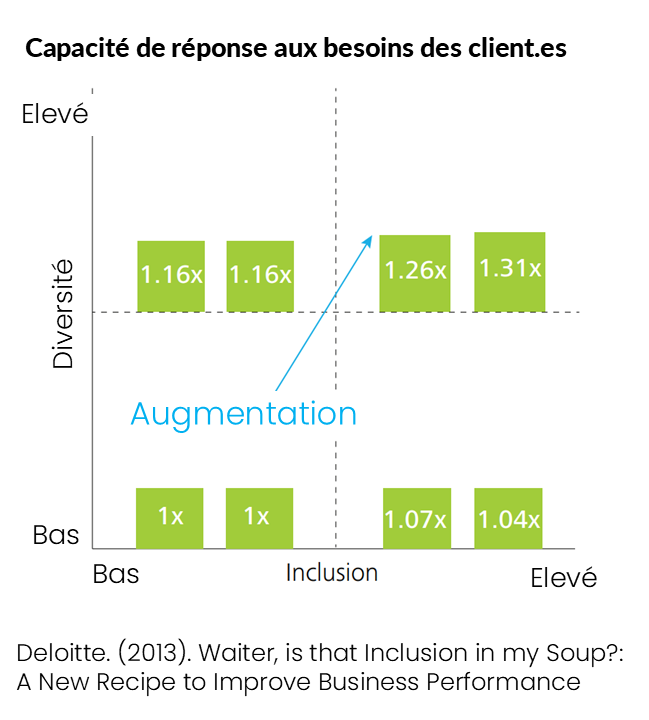 Capacité de réponse aux besoins des client.es
Elevé
Diversité
1.16x 1.16x 1.26x 1.31x
Augmentation
1x 1x 1.07x 1.04x
Bas
Bas Inclusion Elevé
Deloitte. (2013). Waiter, is that Inclusion in my Soup?:
A New Recipe to Improve Business Performance